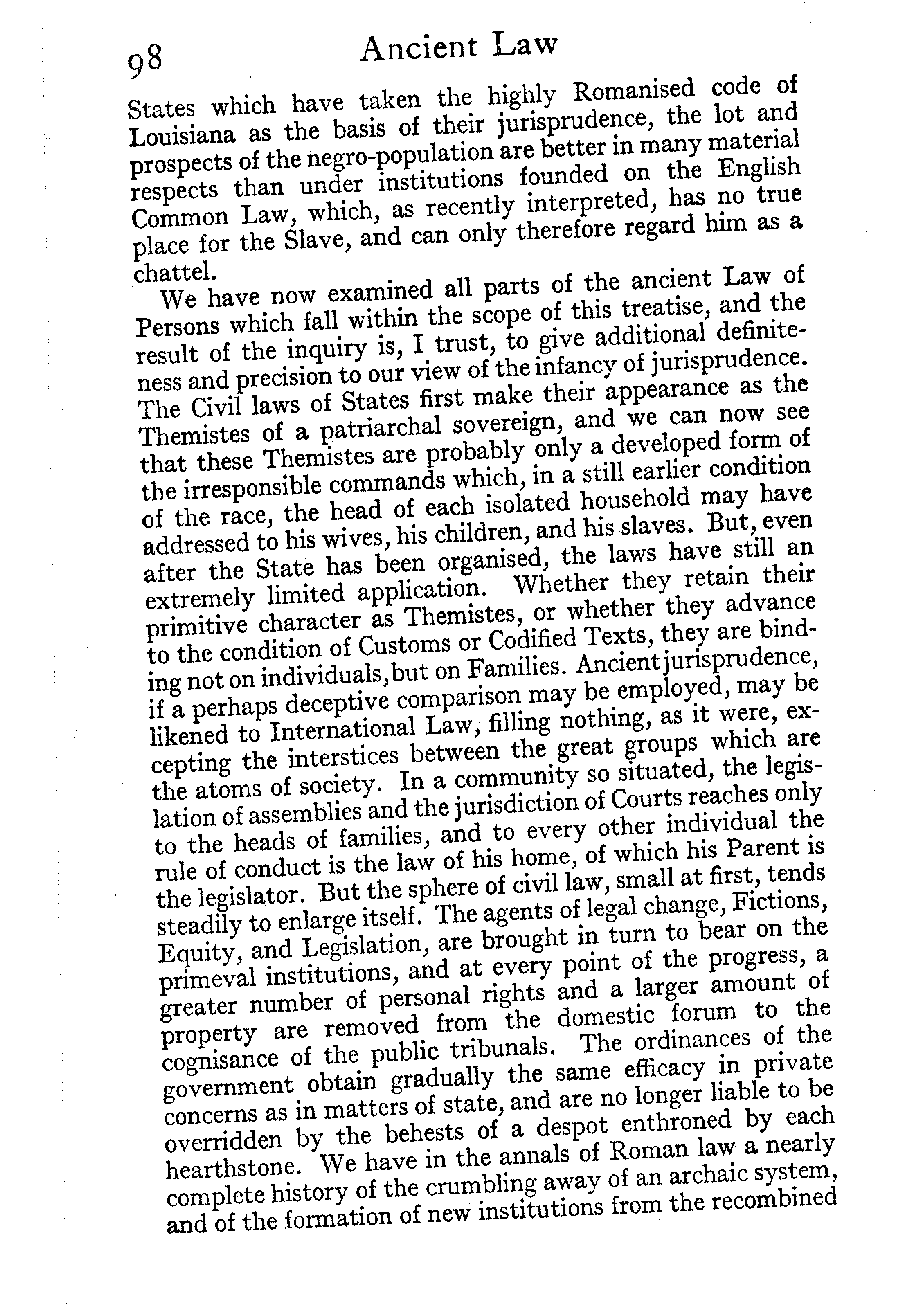 98
Ancient Law
States which have taken the highly Romanised code of
Louisiana as the basis of their jurisprudence, the lot and
prospects of the negro-population are better in many material
respects than under institutions founded on the English
Common Law, which, as recently interpreted, has no true
place for the Slave, and can only therefore regard him as a
chattel.
We have now examined all parts of the ancient Law of
Persons which fall within the scope of this treatise, and the
result of the inquiry is, I trust, to give additional definite-
ness and precision to our view of the infancy of jurisprudence.
The Civil laws of States first make their appearance as the
Themistes of a patriarchal sovereign, and we can now see
that these Themistes are probably only a developed form of
the irresponsible commands which, in a still earlier condition
of the race, the head of each isolated household may have
addressed to his wives, his children, and his slaves. But, even
after the State has been organised, the laws have still an
extremely limited application. Whether they retain their
primitive character as Themistes, or whether they advance
to the condition of Customs or Codified Texts, they are bind-
ing not on individuals, but on Families. Ancient jurisprudence,
if a perhaps deceptive comparison may be employed, may be
likened to International Law, filling nothing, as it were, ex-
cepting the interstices between the great groups which are
the atoms of society. In a community so situated, the legis-
lation of assemblies and the jurisdiction of Courts reaches only
to the heads of families, and to every other individual the
rule of conduct is the law of his home, of which his Parent is
the legislator. But the sphere of civil law, small at first, tends
steadily to enlarge itself. The agents of legal change, Fictions,
Equity, and Legislation, are brought in turn to bear on the
primeval institutions, and at every point of the progress, a
greater number of personal rights and a larger amount of
property are removed from the domestic forum to the
cognisance of the public tribunals. The ordinances of the
government obtain gradually the same efficacy in private
concerns as in matters of state, and are no longer liable to be
overridden by the behests of a despot enthroned by each
hearthstone. We have in the annals of Roman law a nearly
complete history of the crumbling away of an archaic system,
and of the formation of new institutions from the recombined